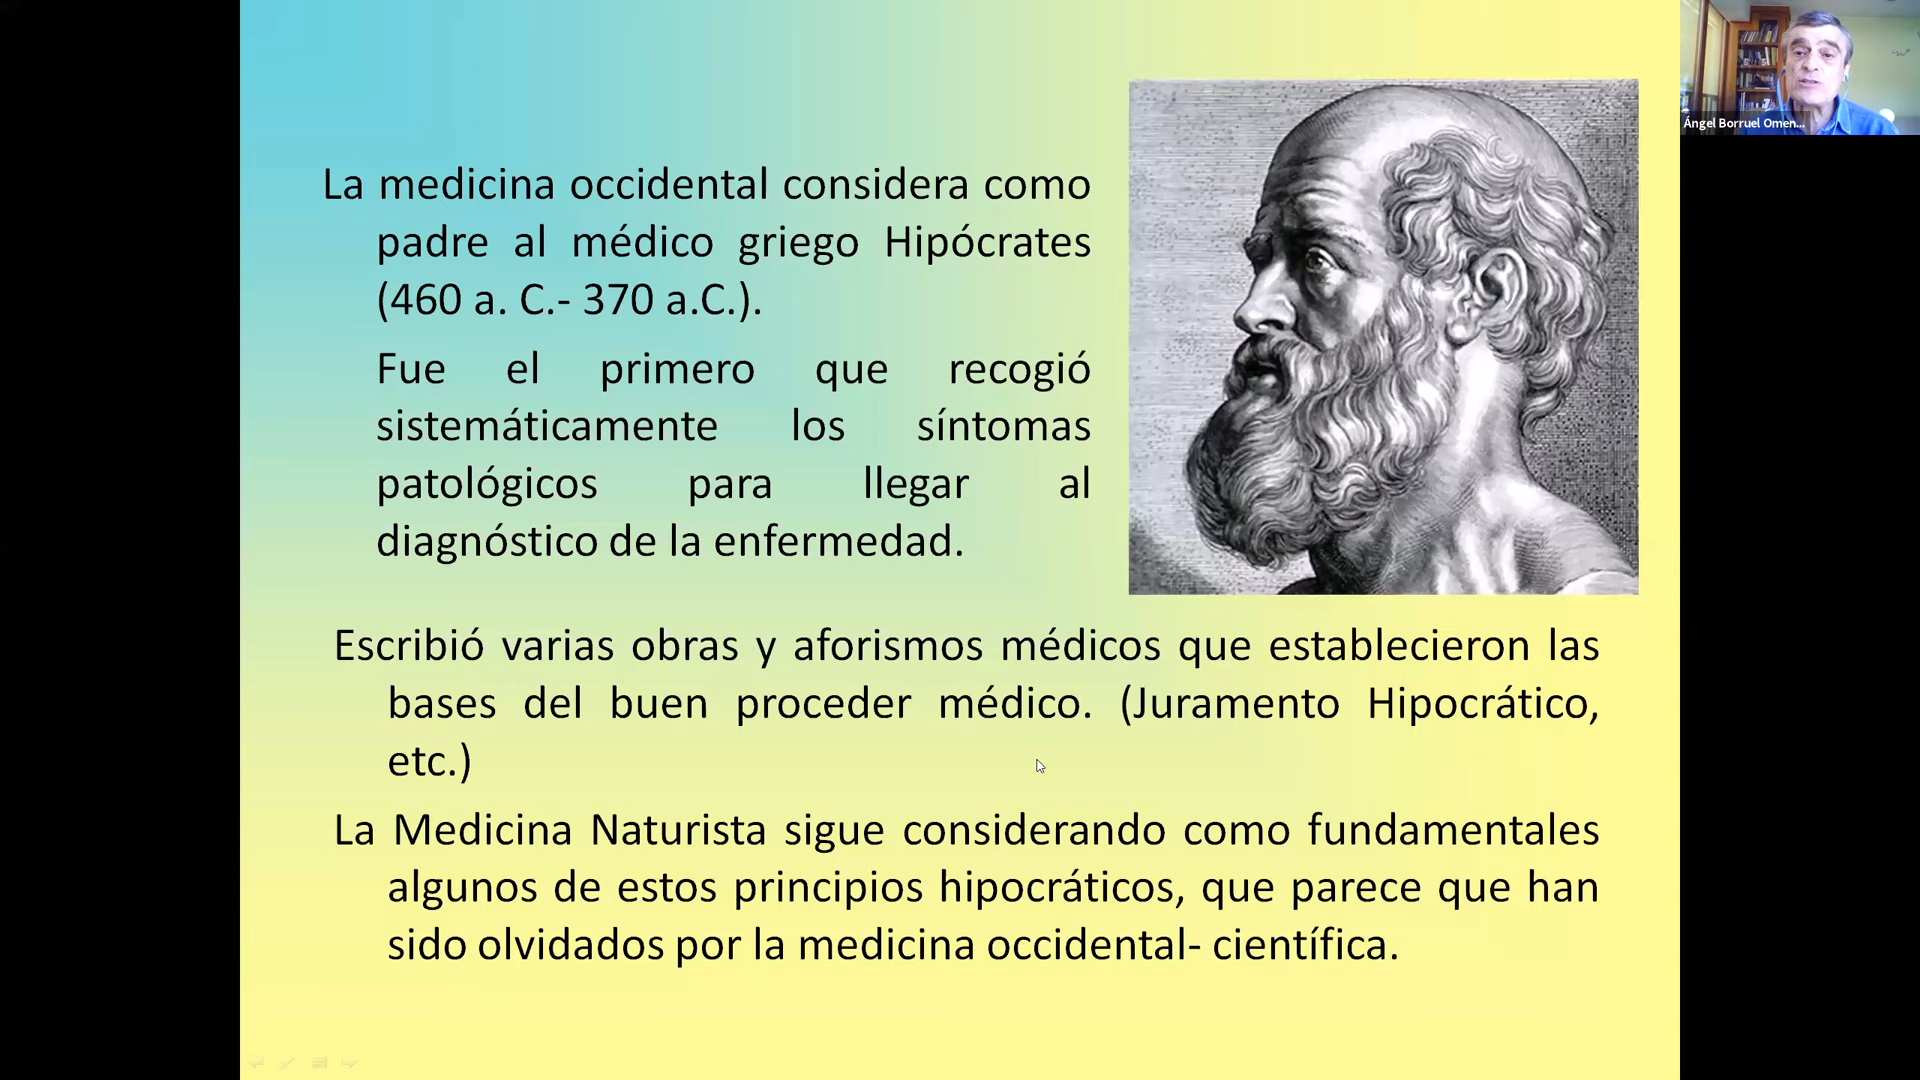 La medicina occidental considera como
padre al médico griego Hipócrates
(460 a. C.- 370 a.C.).
Fue el primero que recogió
sistemáticamente los síntomas
patológicos para llegar al
diagnóstico de la enfermedad.
Escribió varias obras y aforismos médicos que establecieron las
bases del buen proceder médico. (Juramento Hipocrático,
etc.)
La Medicina Naturista sigue considerando como fundamentales
algunos de estos principios hipocráticos, que parece que han
sido olvidados por la medicina occidental- científica.
Ángel Borruel Omen...